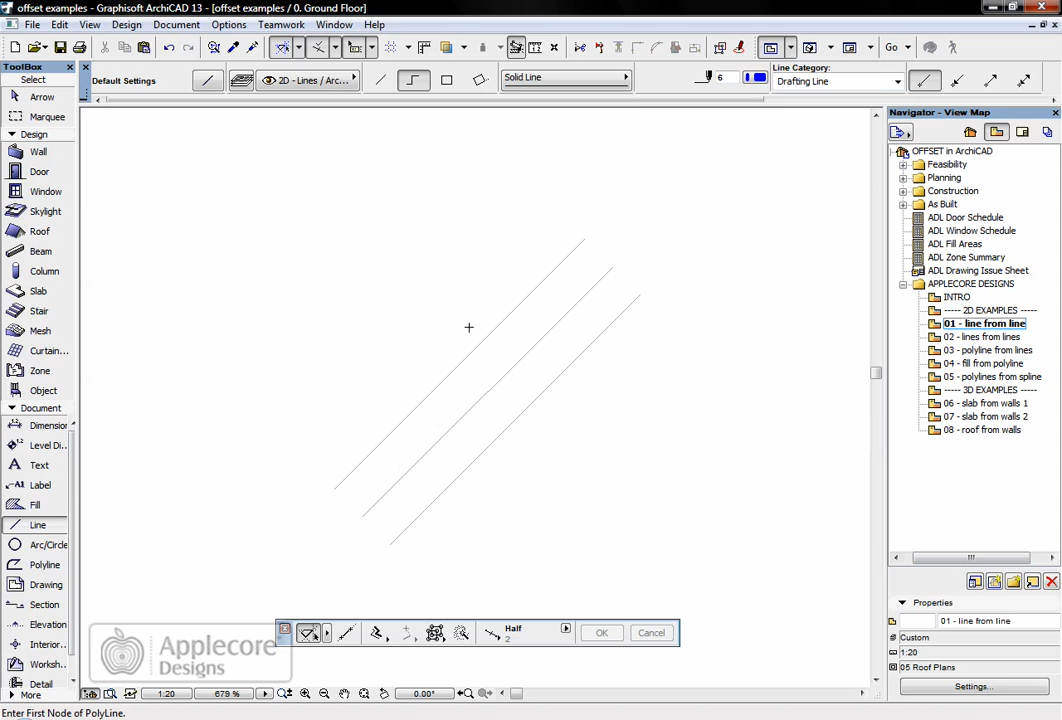 offset examples - Graphisoft ArchiCAD 13 - [offset examples / 0. Ground Floor]
File Edit View Design Document Options Teamwork Window Help
ToolBox
Select
Arrow
Marquee
Design
Wall
Door
Window
Skylight
Roof
Beam
Column
Slab
Stair
Mesh
Curtain...
Zone
Object
Document
Dimension
Level Di...
Text
Label
Fill
Line
Arc/Circle
Polyline
Drawing
Section
Elevation
Interior...
Worksh...
Detail
More
Default Settings
2D - Lines / Arc...
Solid Line
6
Line Category:
Drafting Line
Go
Navigator - View Map
OFFSET in ArchiCAD
Feasibility
Planning
Construction
As Built
ADL Door Schedule
ADL Window Schedule
ADL Fill Areas
ADL Zone Summary
ADL Drawing Issue Sheet
APPLECORE DESIGNS
INTRO
----- 2D EXAMPLES -----
01 - line from line
02 - lines from lines
03 - polyline from lines
04 - fill from polyline
05 - polylines from spline
----- 3D EXAMPLES -----
06 - slab from walls 1
07 - slab from walls 2
08 - roof from walls
Properties
01 - line from line
Custom
1:20
05 Roof Plans
Settings...
Half
2
OK
Cancel
Applecore
Designs
1:20
679 %
0.00°
Enter First Node of PolyLine.